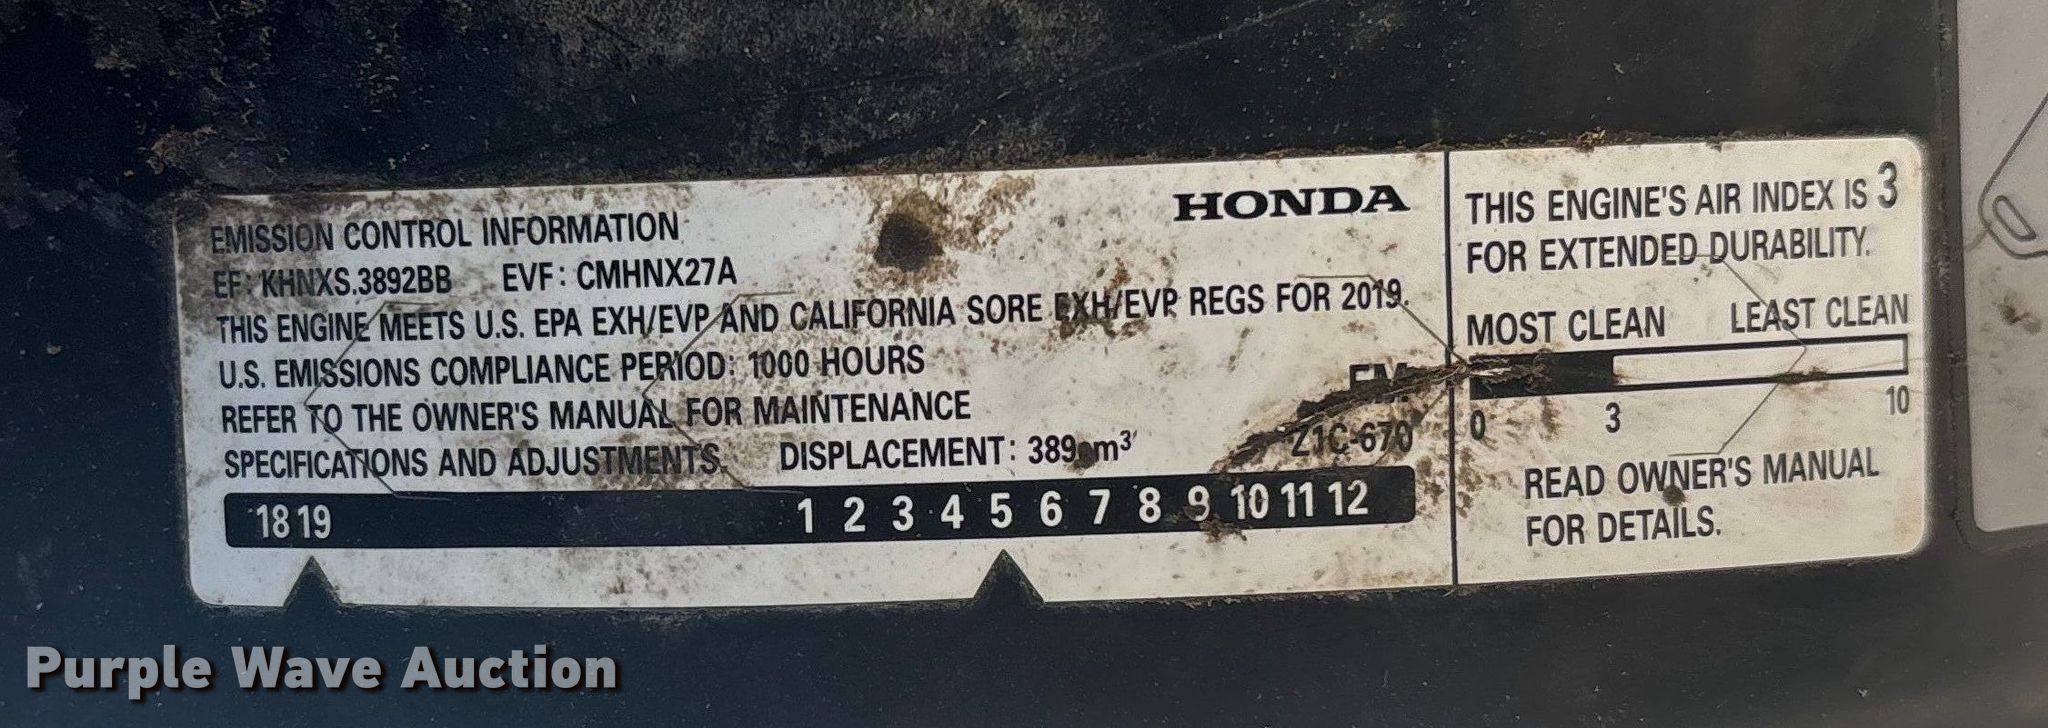 HONDA
EMISSION CONTROL INFORMATION
EF: KHNXS.3892BB EVF: CMHNX27A
THIS ENGINE MEETS U.S. EPA EXH/EVP AND CALIFORNIA SORE EXH/EVP REGS FOR 2019.
U.S. EMISSIONS COMPLIANCE PERIOD: 1000 HOURS
EM
REFER TO THE OWNER'S MANUAL FOR MAINTENANCE
SPECIFICATIONS AND ADJUSTMENTS. DISPLACEMENT: 389cm³
Z1C-670
18 19 1 2 3 4 5 6 7 8 9 10 11 12
THIS ENGINE'S AIR INDEX IS 3
FOR EXTENDED DURABILITY.
MOST CLEAN LEAST CLEAN
0 3 10
READ OWNER'S MANUAL
FOR DETAILS.
Purple Wave Auction